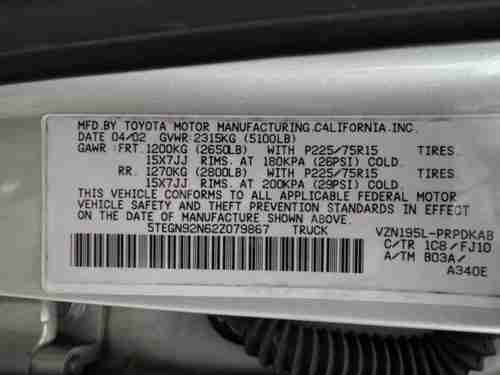 MFD.BY TOYOTA MOTOR MANUFACTURING.CALIFORNIA.INC.
DATE 04/02 GVWR 2315KG (5100LB)
GAWR: FRT. 1200KG (2650LB) WITH P225/75R15 TIRES
15X7JJ RIMS. AT 180KPA (26PSI) COLD.
RR. 1270KG (2800LB) WITH P225/75R15 TIRES
15X7JJ RIMS. AT 200KPA (29PSI) COLD.
THIS VEHICLE CONFORMS TO ALL APPLICABLE FEDERAL MOTOR
VEHICLE SAFETY AND THEFT PREVENTION STANDARDS IN EFFECT
ON THE DATE OF MANUFACTURE SHOWN ABOVE.
5TEGN92N62Z079867 TRUCK VZN195L-PRPDKAB
C/TR 1C8/FJ10
A/TM B03A/
A340E